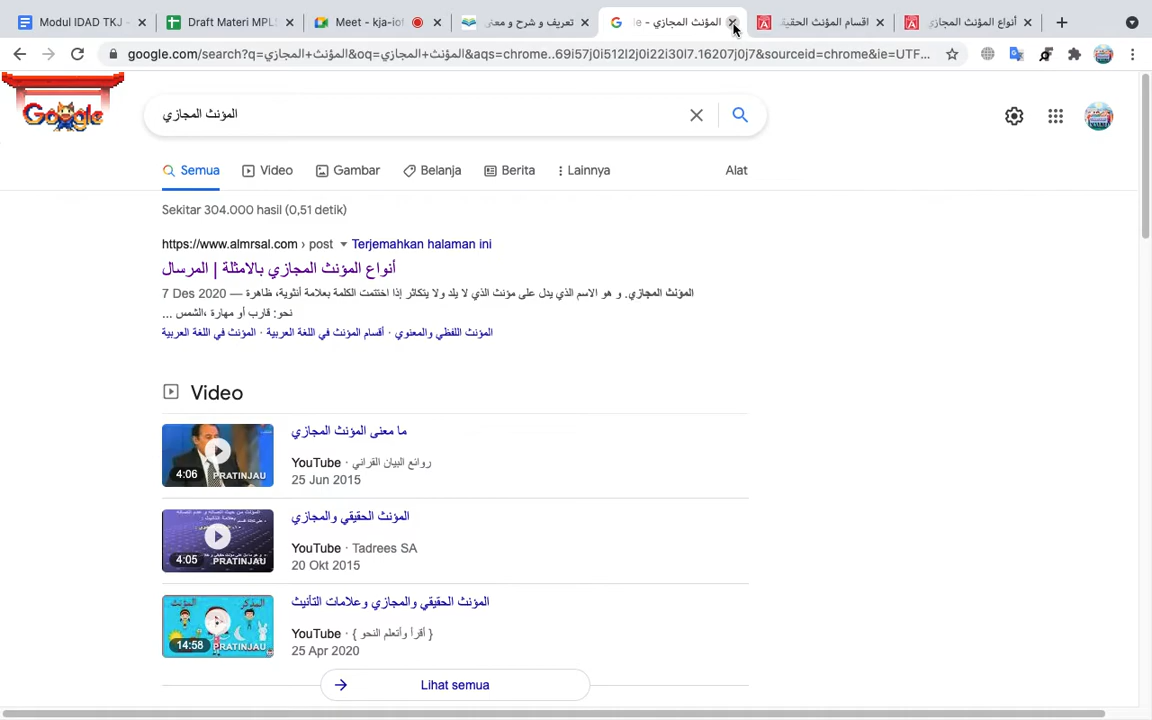 Modul IDAD TKJ -
Draft Materi MPL
Meet - kja-io
تعريف و شرح و معن
المؤنث المجازي - le
اقسام المؤنث الحقيق
أنواع المؤنث المجازي
google.com/search?q=المؤنث+المجازي&oq=المؤنث+المجازي&aqs=chrome..69i57j0i512l2j0i22i30l7.16207j0j7&sourceid=chrome&ie=UTF...
Google
المؤنث المجازي
Semua
Video
Gambar
Belanja
Berita
Lainnya
Alat
Sekitar 304.000 hasil (0,51 detik)
https://www.almrsal.com › post
Terjemahkan halaman ini
أنواع المؤنث المجازي بالامثلة | المرسال
7 Des 2020 — المؤنث المجازي. و هو الاسم الذي يدل على مؤنث الذي لا يلد ولا يتكاثر إذا اختتمت الكلمة بعلامة أنثوية، ظاهرة
نحو: قارب أو مهارة ،الشمس ...
المؤنث اللفظي والمعنوي · أقسام المؤنث في اللغة العربية · المؤنث في اللغة العربية
Video
ما معنى المؤنث المجازي
YouTube · روائع البيان القراني
25 Jun 2015
4:06
PRATINJAU
المؤنث الحقيقي والمجازي
YouTube · Tadrees SA
20 Okt 2015
4:05
PRATINJAU
المؤنث الحقيقي والمجازي وعلامات التأنيث
YouTube · { أقرأ وأتعلم النحو }
25 Apr 2020
المؤنث
المذكر
14:58
PRATINJAU
Lihat semua